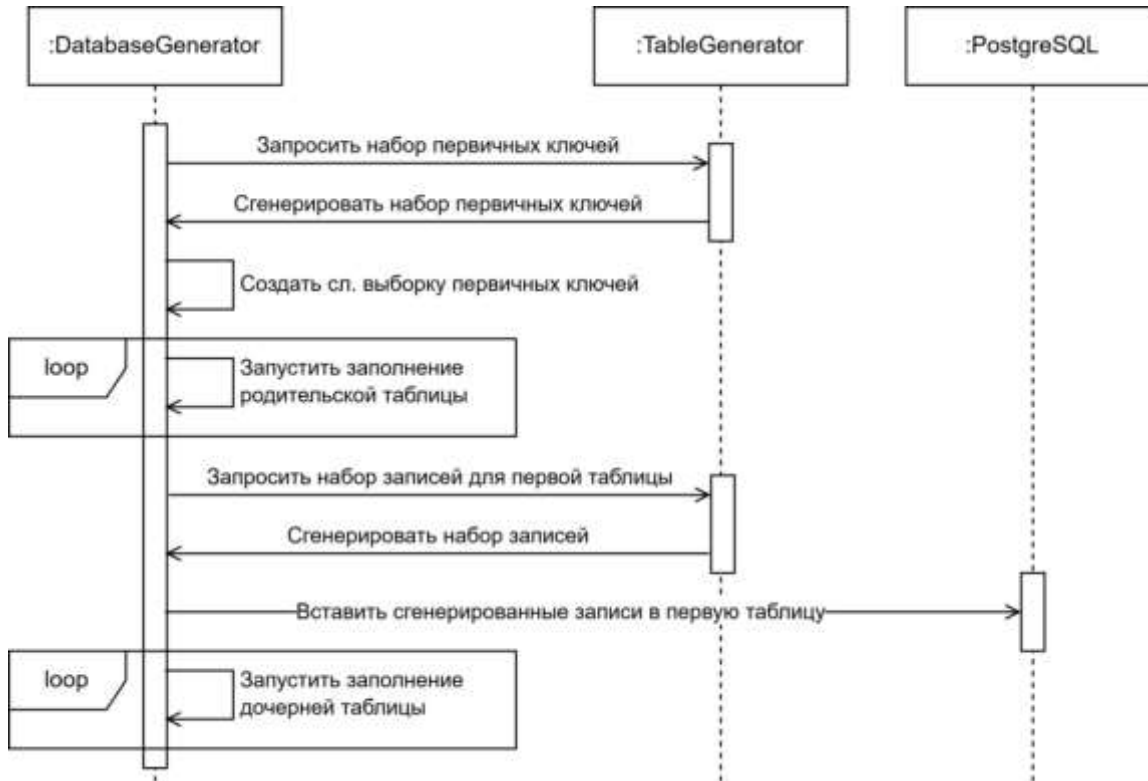 :DatabaseGenerator
:TableGenerator
:PostgreSQL
Запросить набор первичных ключей
Сгенерировать набор первичных ключей
Создать сл. выборку первичных ключей
loop
Запустить заполнение
родительской таблицы
Запросить набор записей для первой таблицы
Сгенерировать набор записей
Вставить сгенерированные записи в первую таблицу
loop
Запустить заполнение
дочерней таблицы